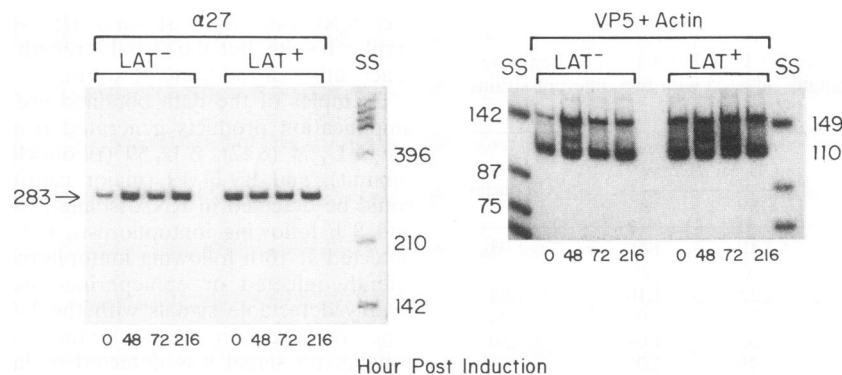 α27
LAT⁻ LAT⁺ SS
396
283 →
210
142
0 48 72 216 0 48 72 216
VP5 + Actin
SS LAT⁻ LAT⁺ SS
142 149
110
87
75
0 48 72 216 0 48 72 216
Hour Post Induction